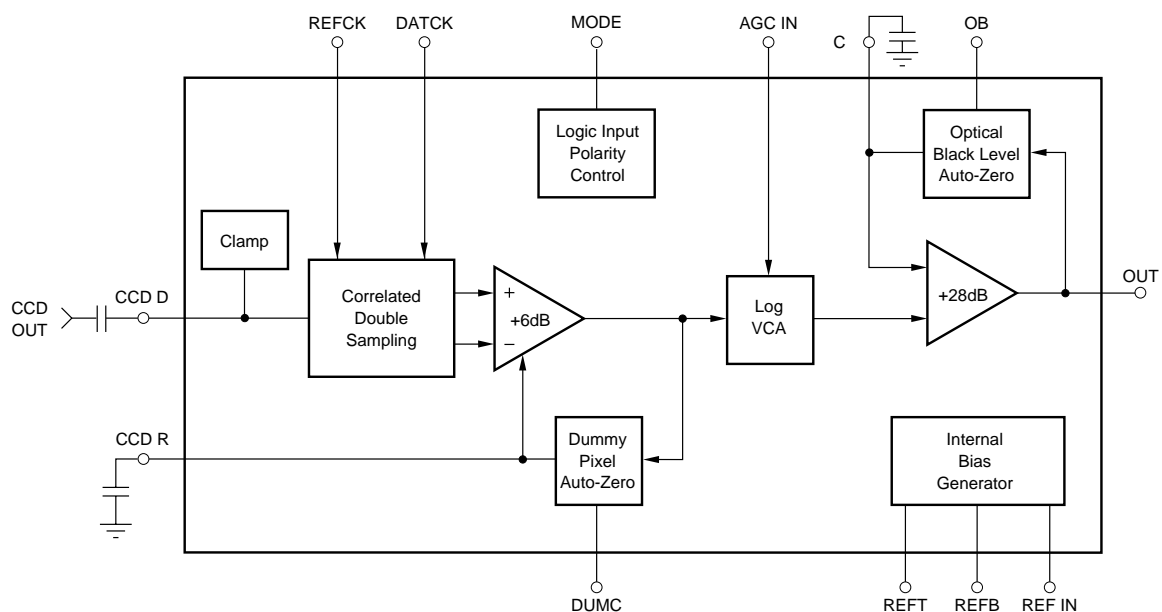 REFCK
DATCK
MODE
AGC IN
C
OB
Logic Input
Polarity
Control
Optical
Black Level
Auto-Zero
Clamp
CCD
OUT
CCD D
Correlated
Double
Sampling
+
+6dB
−
Log
VCA
+28dB
OUT
CCD R
Dummy
Pixel
Auto-Zero
Internal
Bias
Generator
DUMC
REFT
REFB
REF IN